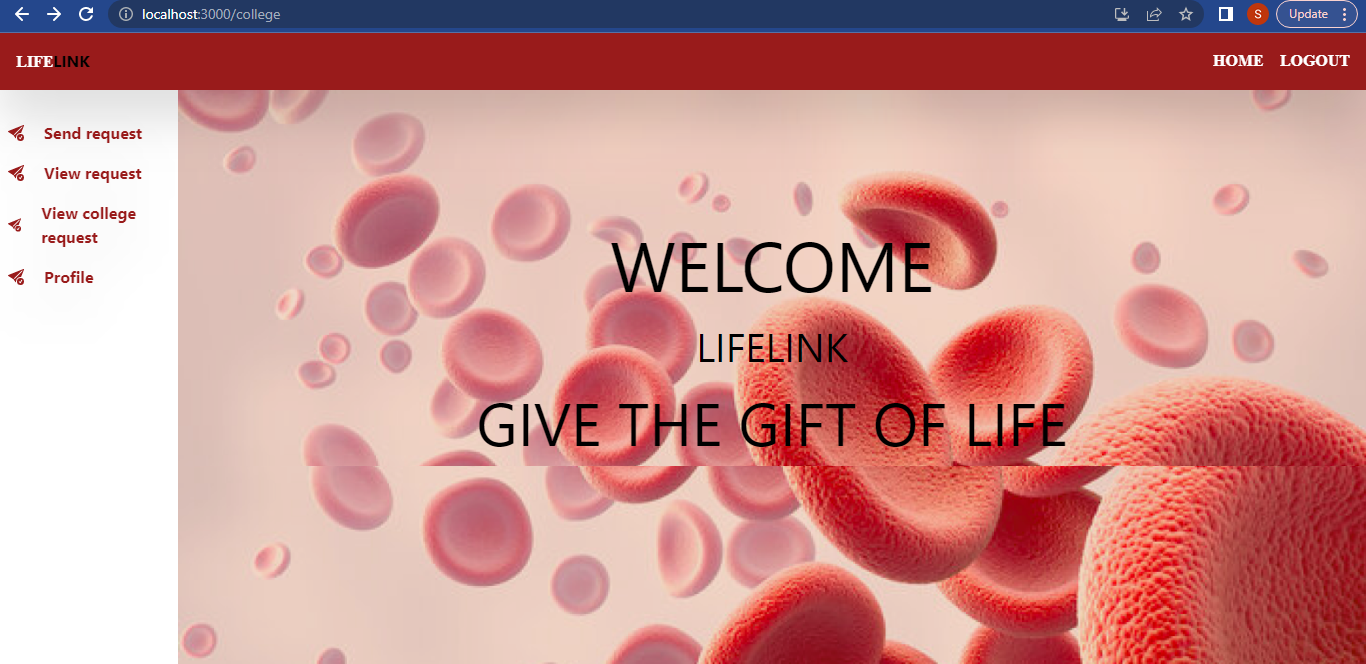 localhost:3000/college
S
Update
LIFELINK
HOME LOGOUT
Send request
View request
View college
request
Profile
WELCOME
LIFELINK
GIVE THE GIFT OF LIFE